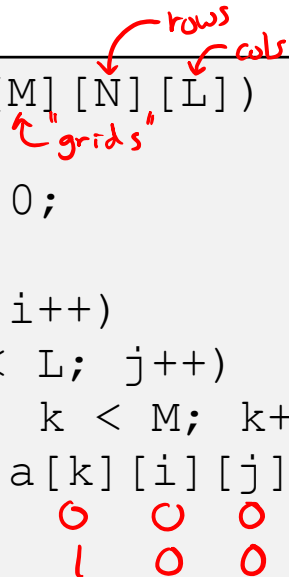 rows
cols
M][N][L])
"grids"
0;
i++)
< L; j++)
k < M; k+
a[k][i][j]
0 0 0
1 0 0